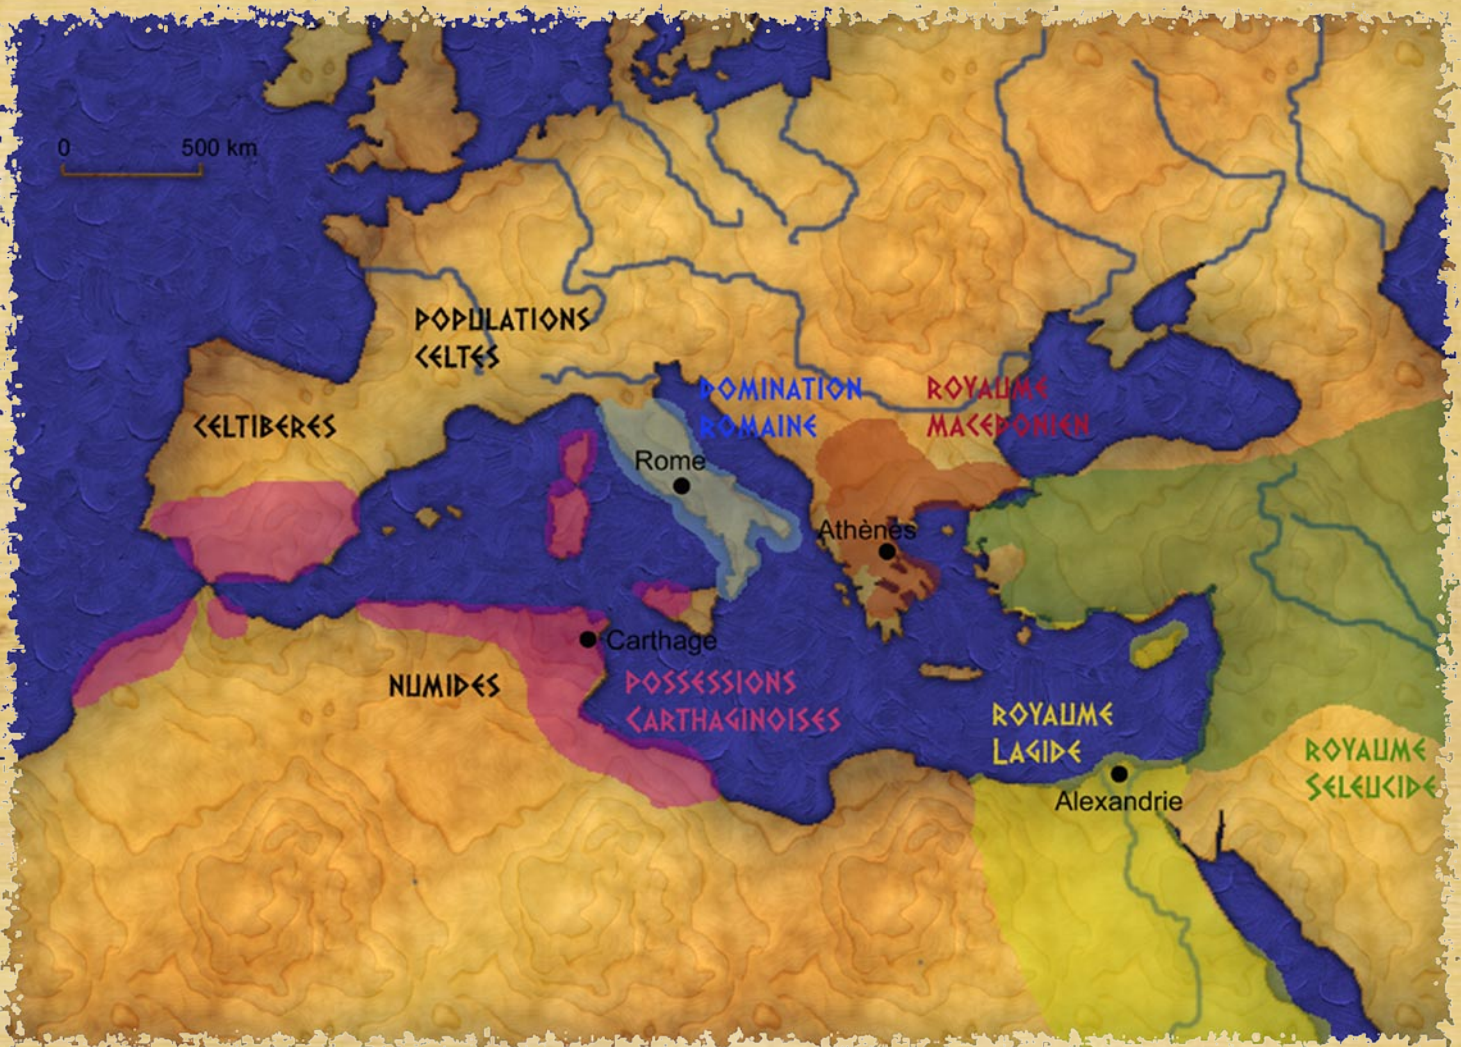 0 500 km
POPULATIONS
CELTES
CELTIBERES
DOMINATION
ROMAINE
ROYAUME
MACEDONIEN
Rome
Athènes
Carthage
NUMIDES
POSSESSIONS
CARTHAGINOISES
ROYAUME
LAGIDE
Alexandrie
ROYAUME
SELEUCIDE